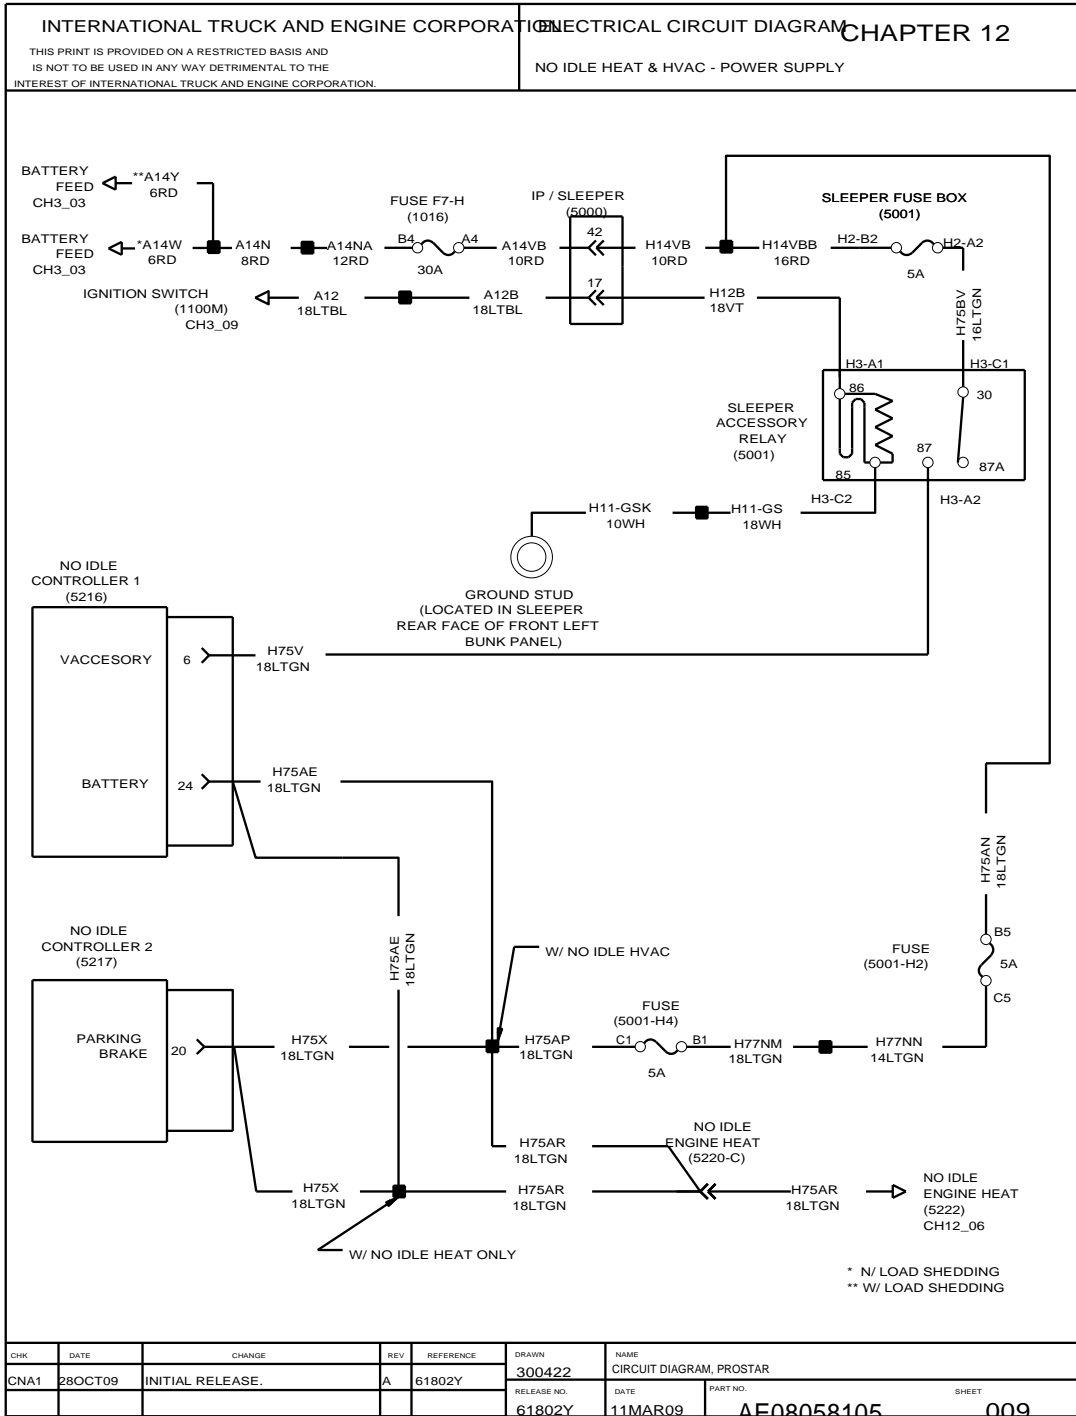 INTERNATIONAL TRUCK AND ENGINE CORPORATION
ELECTRICAL CIRCUIT DIAGRAM
CHAPTER 12
THIS PRINT IS PROVIDED ON A RESTRICTED BASIS AND
IS NOT TO BE USED IN ANY WAY DETRIMENTAL TO THE
INTEREST OF INTERNATIONAL TRUCK AND ENGINE CORPORATION.
NO IDLE HEAT & HVAC - POWER SUPPLY
BATTERY
FEED
CH3_03
**A14Y
6RD
BATTERY
FEED
CH3_03
*A14W
6RD
A14N
8RD
A14NA
12RD
FUSE F7-H
(1016)
B4
A4
30A
A14VB
10RD
IP / SLEEPER
(5000)
42
17
H14VB
10RD
H14VBB
16RD
SLEEPER FUSE BOX
(5001)
H2-B2
H2-A2
5A
IGNITION SWITCH
(1100M)
CH3_09
A12
18LTBL
A12B
18LTBL
H12B
18VT
H75BV
16LTGN
H3-A1
H3-C1
86
30
SLEEPER
ACCESSORY
RELAY
(5001)
87
85
87A
H3-C2
H3-A2
H11-GSK
10WH
H11-GS
18WH
GROUND STUD
(LOCATED IN SLEEPER
REAR FACE OF FRONT LEFT
BUNK PANEL)
NO IDLE
CONTROLLER 1
(5216)
VACCESORY
6
H75V
18LTGN
BATTERY
24
H75AE
18LTGN
H75AN
18LTGN
NO IDLE
CONTROLLER 2
(5217)
H75AE
18LTGN
W/ NO IDLE HVAC
FUSE
(5001-H2)
B5
5A
C5
PARKING
BRAKE
20
H75X
18LTGN
H75AP
18LTGN
FUSE
(5001-H4)
C1
B1
5A
H77NM
18LTGN
H77NN
14LTGN
H75AR
18LTGN
NO IDLE
ENGINE HEAT
(5220-C)
H75X
18LTGN
H75AR
18LTGN
H75AR
18LTGN
NO IDLE
ENGINE HEAT
(5222)
CH12_06
W/ NO IDLE HEAT ONLY
* N/ LOAD SHEDDING
** W/ LOAD SHEDDING
CHK DATE CHANGE REV REFERENCE
CNA1 28OCT09 INITIAL RELEASE. A 61802Y
DRAWN
300422
NAME
CIRCUIT DIAGRAM, PROSTAR
RELEASE NO.
61802Y
DATE
11MAR09
PART NO.
AE08058105
SHEET
009